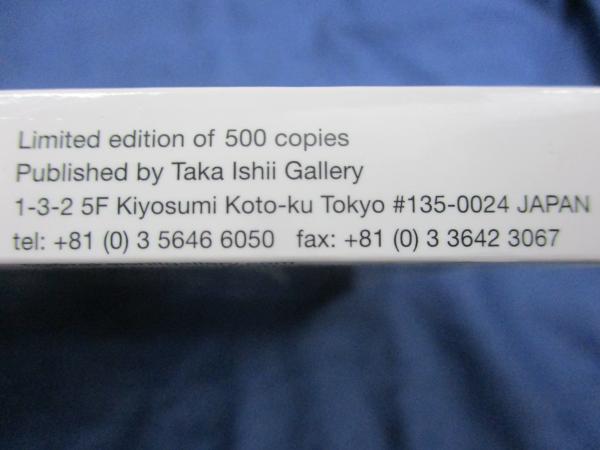 Limited edition of 500 copies
Published by Taka Ishii Gallery
1-3-2 5F Kiyosumi Koto-ku Tokyo #135-0024 JAPAN
tel: +81 (0) 3 5646 6050 fax: +81 (0) 3 3642 3067